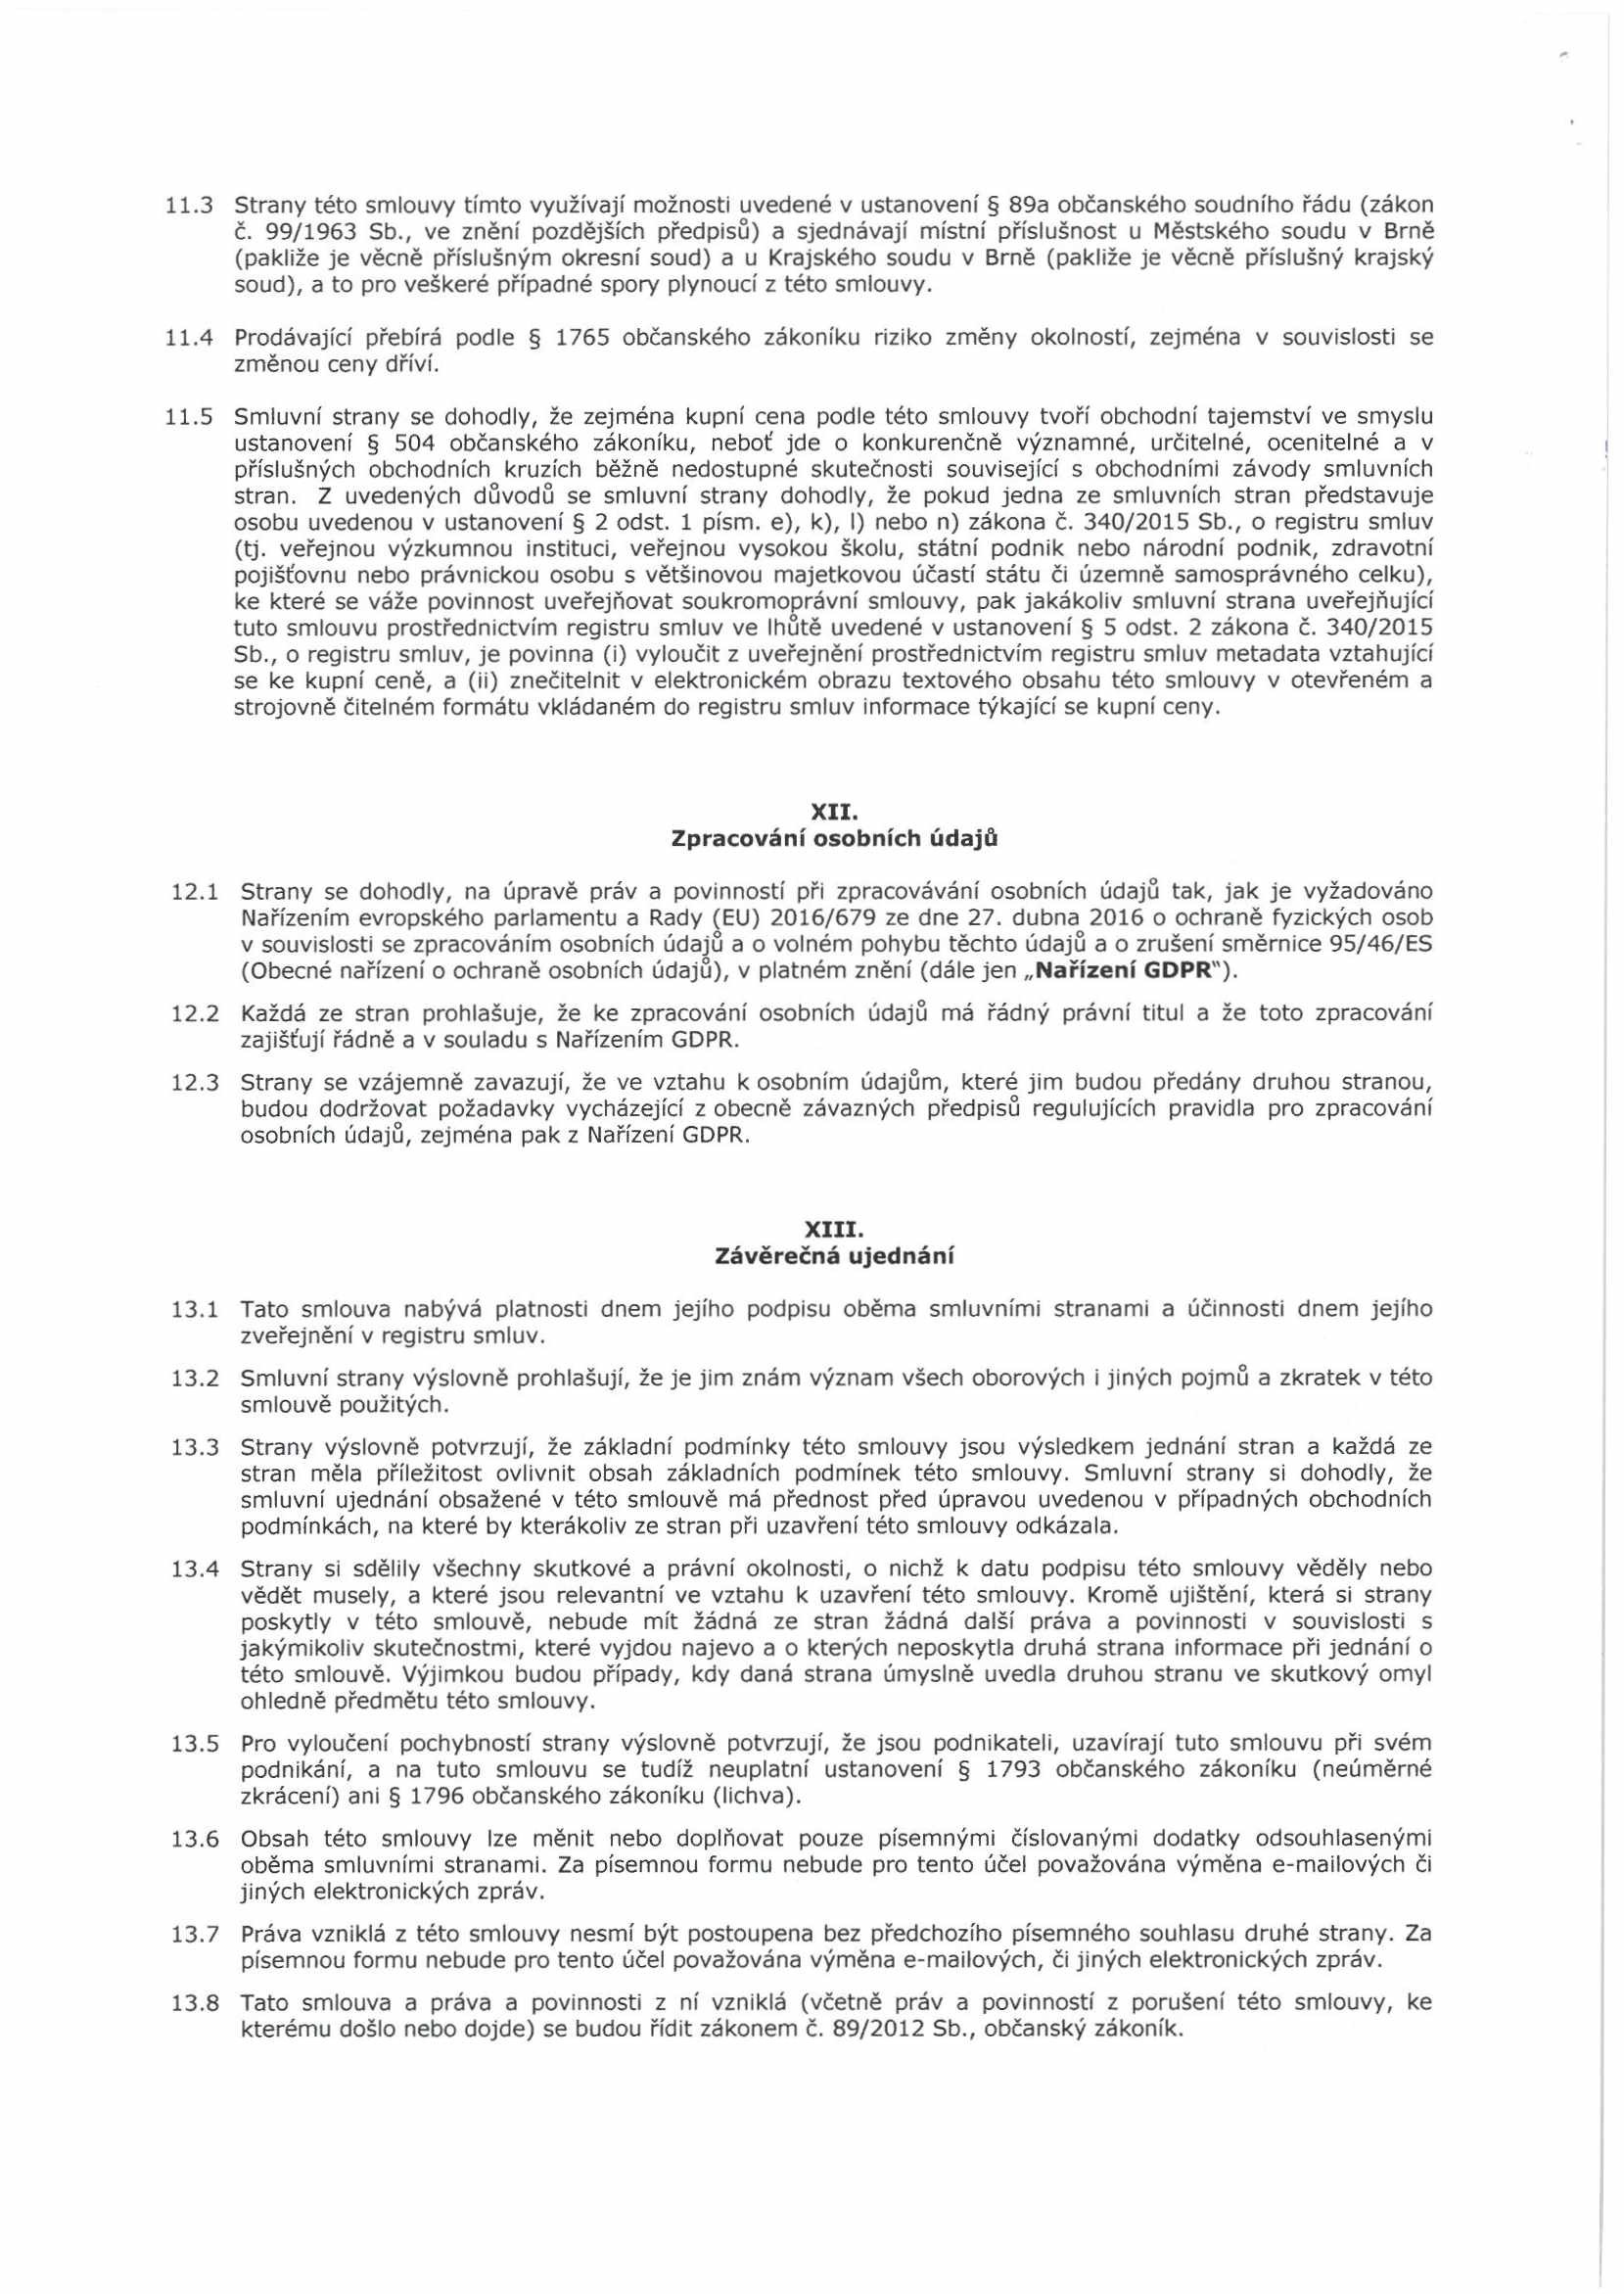 11.3 Strany této smlouvy tímto využívají možnosti uvedené v ustanovení § 89a občanského soudního řádu (zákon
č. 99/1963 Sb., ve znění pozdějších předpisů) a sjednávají místní příslušnost u Městského soudu v Brně
(pakliže je věcně příslušným okresní soud) a u Krajského soudu v Brně (pakliže je věcně příslušný krajský
soud), a to pro veškeré případné spory plynoucí z této smlouvy.
11.4 Prodávající přebírá podle § 1765 občanského zákoníku riziko změny okolností, zejména v souvislosti se
změnou ceny dříví.
11.5 Smluvní strany se dohodly, že zejména kupní cena podle této smlouvy tvoří obchodní tajemství ve smyslu
ustanovení § 504 občanského zákoníku, neboť jde o konkurenčně významné, určitelné, ocenitelné a v
příslušných obchodních kruzích běžně nedostupné skutečnosti související s obchodními závody smluvních
stran. Z uvedených důvodů se smluvní strany dohodly, že pokud jedna ze smluvních stran představuje
osobu uvedenou v ustanovení § 2 odst. 1 písm. e), k), l) nebo n) zákona č. 340/2015 Sb., o registru smluv
(tj. veřejnou výzkumnou instituci, veřejnou vysokou školu, státní podnik nebo národní podnik, zdravotní
pojišťovnu nebo právnickou osobu s většinovou majetkovou účastí státu či územně samosprávného celku),
ke které se váže povinnost uveřejňovat soukromoprávní smlouvy, pak jakákoliv smluvní strana uveřejňující
tuto smlouvu prostřednictvím registru smluv ve lhůtě uvedené v ustanovení § 5 odst. 2 zákona č. 340/2015
Sb., o registru smluv, je povinna (i) vyloučit z uveřejnění prostřednictvím registru smluv metadata vztahující
se ke kupní ceně, a (ii) znečitelnit v elektronickém obrazu textového obsahu této smlouvy v otevřeném a
strojovně čitelném formátu vkládaném do registru smluv informace týkající se kupní ceny.
XII.
Zpracování osobních údajů
12.1 Strany se dohodly, na úpravě práv a povinností při zpracovávání osobních údajů tak, jak je vyžadováno
Nařízením evropského parlamentu a Rady (EU) 2016/679 ze dne 27. dubna 2016 o ochraně fyzických osob
v souvislosti se zpracováním osobních údajů a o volném pohybu těchto údajů a o zrušení směrnice 95/46/ES
(Obecné nařízení o ochraně osobních údajů), v platném znění (dále jen „Nařízení GDPR“).
12.2 Každá ze stran prohlašuje, že ke zpracování osobních údajů má řádný právní titul a že toto zpracování
zajišťují řádně a v souladu s Nařízením GDPR.
12.3 Strany se vzájemně zavazují, že ve vztahu k osobním údajům, které jim budou předány druhou stranou,
budou dodržovat požadavky vycházející z obecně závazných předpisů regulujících pravidla pro zpracování
osobních údajů, zejména pak z Nařízení GDPR.
XIII.
Závěrečná ujednání
13.1 Tato smlouva nabývá platnosti dnem jejího podpisu oběma smluvními stranami a účinnosti dnem jejího
zveřejnění v registru smluv.
13.2 Smluvní strany výslovně prohlašují, že je jim znám význam všech oborových i jiných pojmů a zkratek v této
smlouvě použitých.
13.3 Strany výslovně potvrzují, že základní podmínky této smlouvy jsou výsledkem jednání stran a každá ze
stran měla příležitost ovlivnit obsah základních podmínek této smlouvy. Smluvní strany si dohodly, že
smluvní ujednání obsažené v této smlouvě má přednost před úpravou uvedenou v případných obchodních
podmínkách, na které by kterákoliv ze stran při uzavření této smlouvy odkázala.
13.4 Strany si sdělily všechny skutkové a právní okolnosti, o nichž k datu podpisu této smlouvy věděly nebo
vědět musely, a které jsou relevantní ve vztahu k uzavření této smlouvy. Kromě ujištění, která si strany
poskytly v této smlouvě, nebude mít žádná ze stran žádná další práva a povinnosti v souvislosti s
jakýmikoliv skutečnostmi, které vyjdou najevo a o kterých neposkytla druhá strana informace při jednání o
této smlouvě. Výjimkou budou případy, kdy daná strana úmyslně uvedla druhou stranu ve skutkový omyl
ohledně předmětu této smlouvy.
13.5 Pro vyloučení pochybností strany výslovně potvrzují, že jsou podnikateli, uzavírají tuto smlouvu při svém
podnikání, a na tuto smlouvu se tudíž neuplatní ustanovení § 1793 občanského zákoníku (neúměrné
zkrácení) ani § 1796 občanského zákoníku (lichva).
13.6 Obsah této smlouvy lze měnit nebo doplňovat pouze písemnými číslovanými dodatky odsouhlasenými
oběma smluvními stranami. Za písemnou formu nebude pro tento účel považována výměna e-mailových či
jiných elektronických zpráv.
13.7 Práva vzniklá z této smlouvy nesmí být postoupena bez předchozího písemného souhlasu druhé strany. Za
písemnou formu nebude pro tento účel považována výměna e-mailových, či jiných elektronických zpráv.
13.8 Tato smlouva a práva a povinnosti z ní vzniklá (včetně práv a povinností z porušení této smlouvy, ke
kterému došlo nebo dojde) se budou řídit zákonem č. 89/2012 Sb., občanský zákoník.